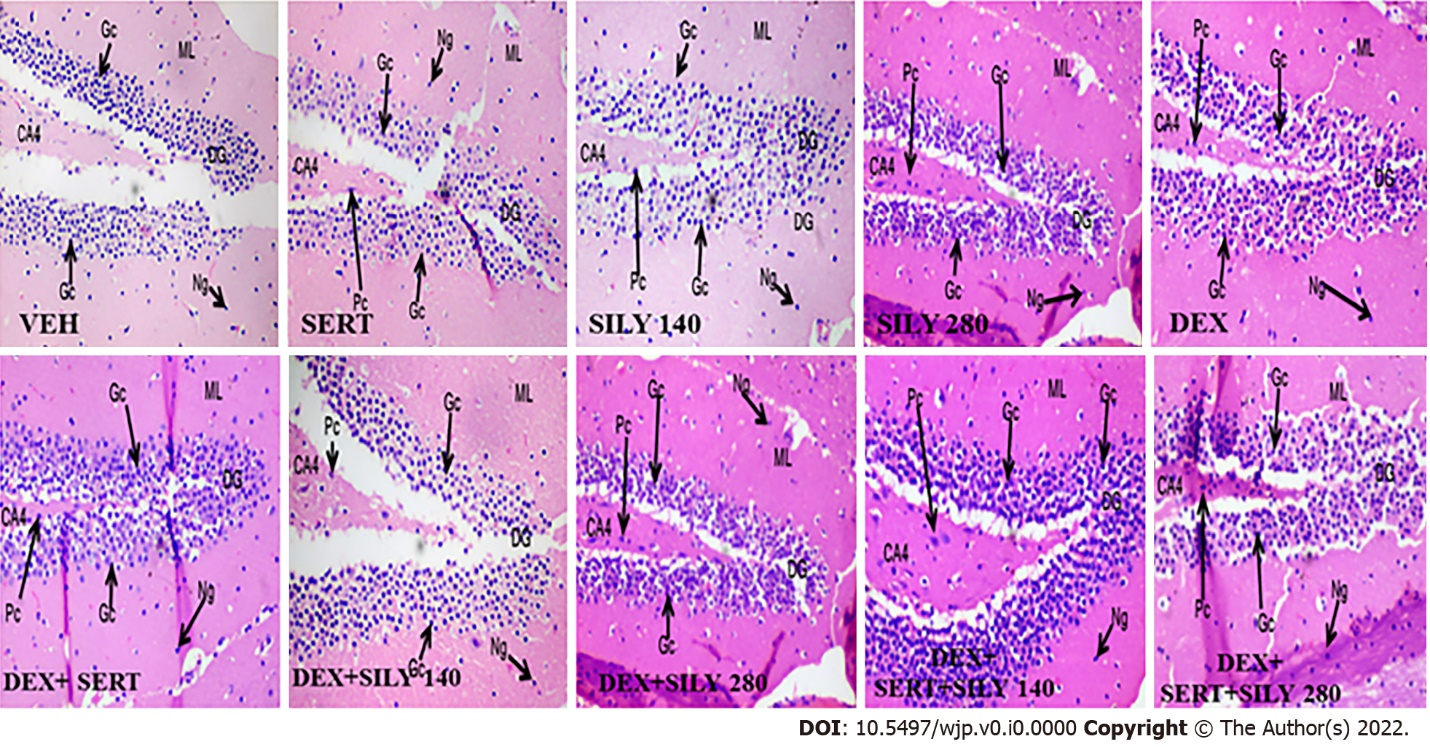 Gc
ML
CA4
DG
Gc
Ng
VEH
Ng
Gc
ML
CA4
DG
Pc
Gc
SERT
Gc
ML
DG
CA4
DG
Pc
Gc
Ng
SILY 140
Pc
Gc
ML
CA4
DG
Gc
Ng
SILY 280
Pc
Gc
ML
CA4
DG
Gc
Ng
DEX
Gc
ML
DG
CA4
Pc
Gc
Ng
DEX+ SERT
Pc
Gc
ML
CA4
DG
Gc
Ng
DEX+SILY 140
Gc
Ng
Pc
ML
CA4
DG
Gc
DEX+SILY 280
Pc
Gc
ML
Gc
DG
CA4
Ng
DEX+
SERT+SILY 140
Gc
ML
DG
CA4
Pc
Gc
Ng
DEX+
SERT+SILY 280
DOI: 10.5497/wjp.v0.i0.0000 Copyright © The Author(s) 2022.